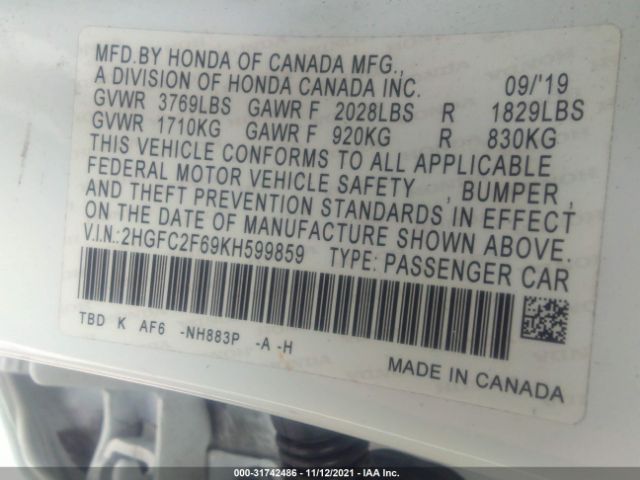 MFD.BY HONDA OF CANADA MFG.,
A DIVISION OF HONDA CANADA INC. 09/'19
GVWR 3769LBS GAWR F 2028LBS R 1829LBS
GVWR 1710KG GAWR F 920KG R 830KG
THIS VEHICLE CONFORMS TO ALL APPLICABLE
FEDERAL MOTOR VEHICLE SAFETY , BUMPER ,
AND THEFT PREVENTION STANDARDS IN EFFECT
ON THE DATE OF MANUFACTURE SHOWN ABOVE.
V.I.N.:2HGFC2F69KH599859 TYPE: PASSENGER CAR
TBD K AF6 -NH883P -A -H
MADE IN CANADA
000-31742486 - 11/12/2021 - IAA Inc.